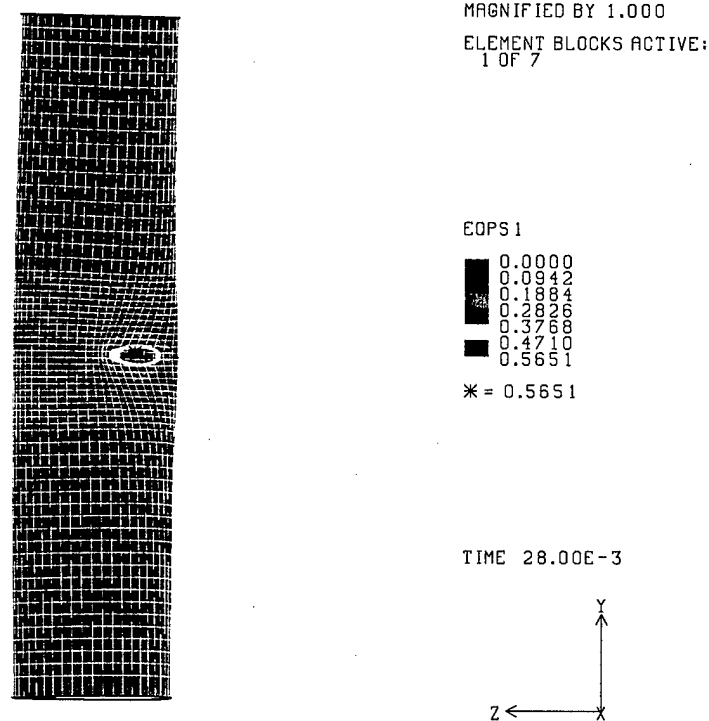 MAGNIFIED BY 1.000
ELEMENT BLOCKS ACTIVE:
1 OF 7
EQPS1
0.0000
0.0942
0.1884
0.2826
0.3768
0.4710
0.5651
* = 0.5651
TIME 28.00E-3
Y
Z
X